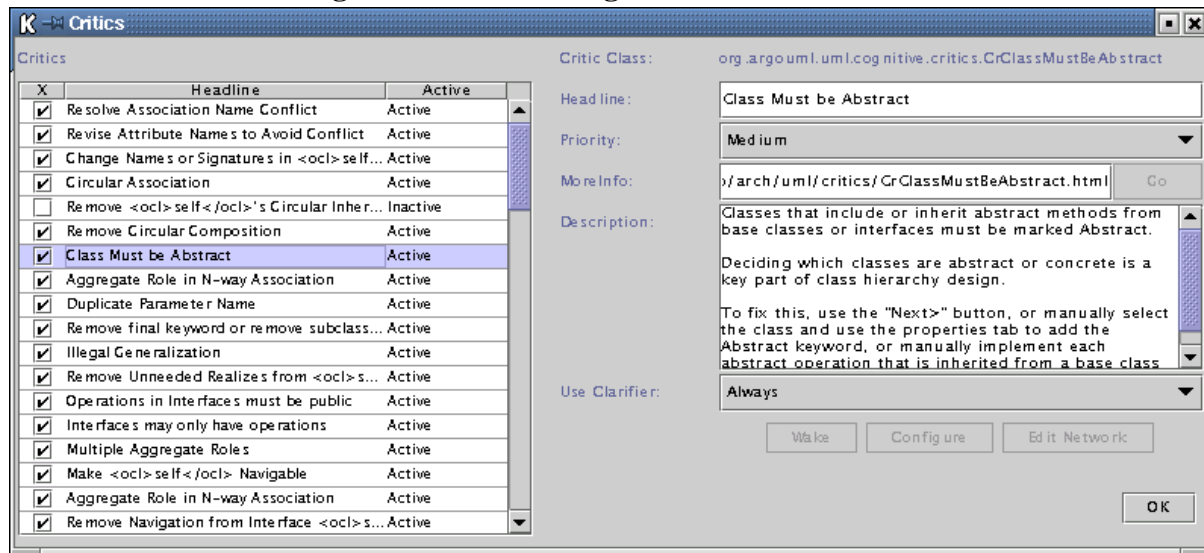 Critics
Critics
X Headline Active
Resolve Association Name Conflict Active
Revise Attribute Names to Avoid Conflict Active
Change Names or Signatures in <ocl>self... Active
Circular Association Active
Remove <ocl>self</ocl>'s Circular Inher... Inactive
Remove Circular Composition Active
Class Must be Abstract Active
Aggregate Role in N-way Association Active
Duplicate Parameter Name Active
Remove final keyword or remove subclass... Active
Illegal Generalization Active
Remove Unneeded Realizes from <ocl>s... Active
Operations in Interfaces must be public Active
Interfaces may only have operations Active
Multiple Aggregate Roles Active
Make <ocl>self</ocl> Navigable Active
Aggregate Role in N-way Association Active
Remove Navigation from Interface <ocl>s... Active
Critic Class: org.argouml.uml.cognitive.critics.CrClassMustBeAbstract
Headline: Class Must be Abstract
Priority: Medium
MoreInfo: /arch/uml/critics/CrClassMustBeAbstract.html Go
Description: Classes that include or inherit abstract methods from
base classes or interfaces must be marked Abstract.
Deciding which classes are abstract or concrete is a
key part of class hierarchy design.
To fix this, use the "Next>" button, or manually select
the class and use the properties tab to add the
Abstract keyword, or manually implement each
abstract operation that is inherited from a base class
Use Clarifier: Always
Wake Configure Edit Network
OK